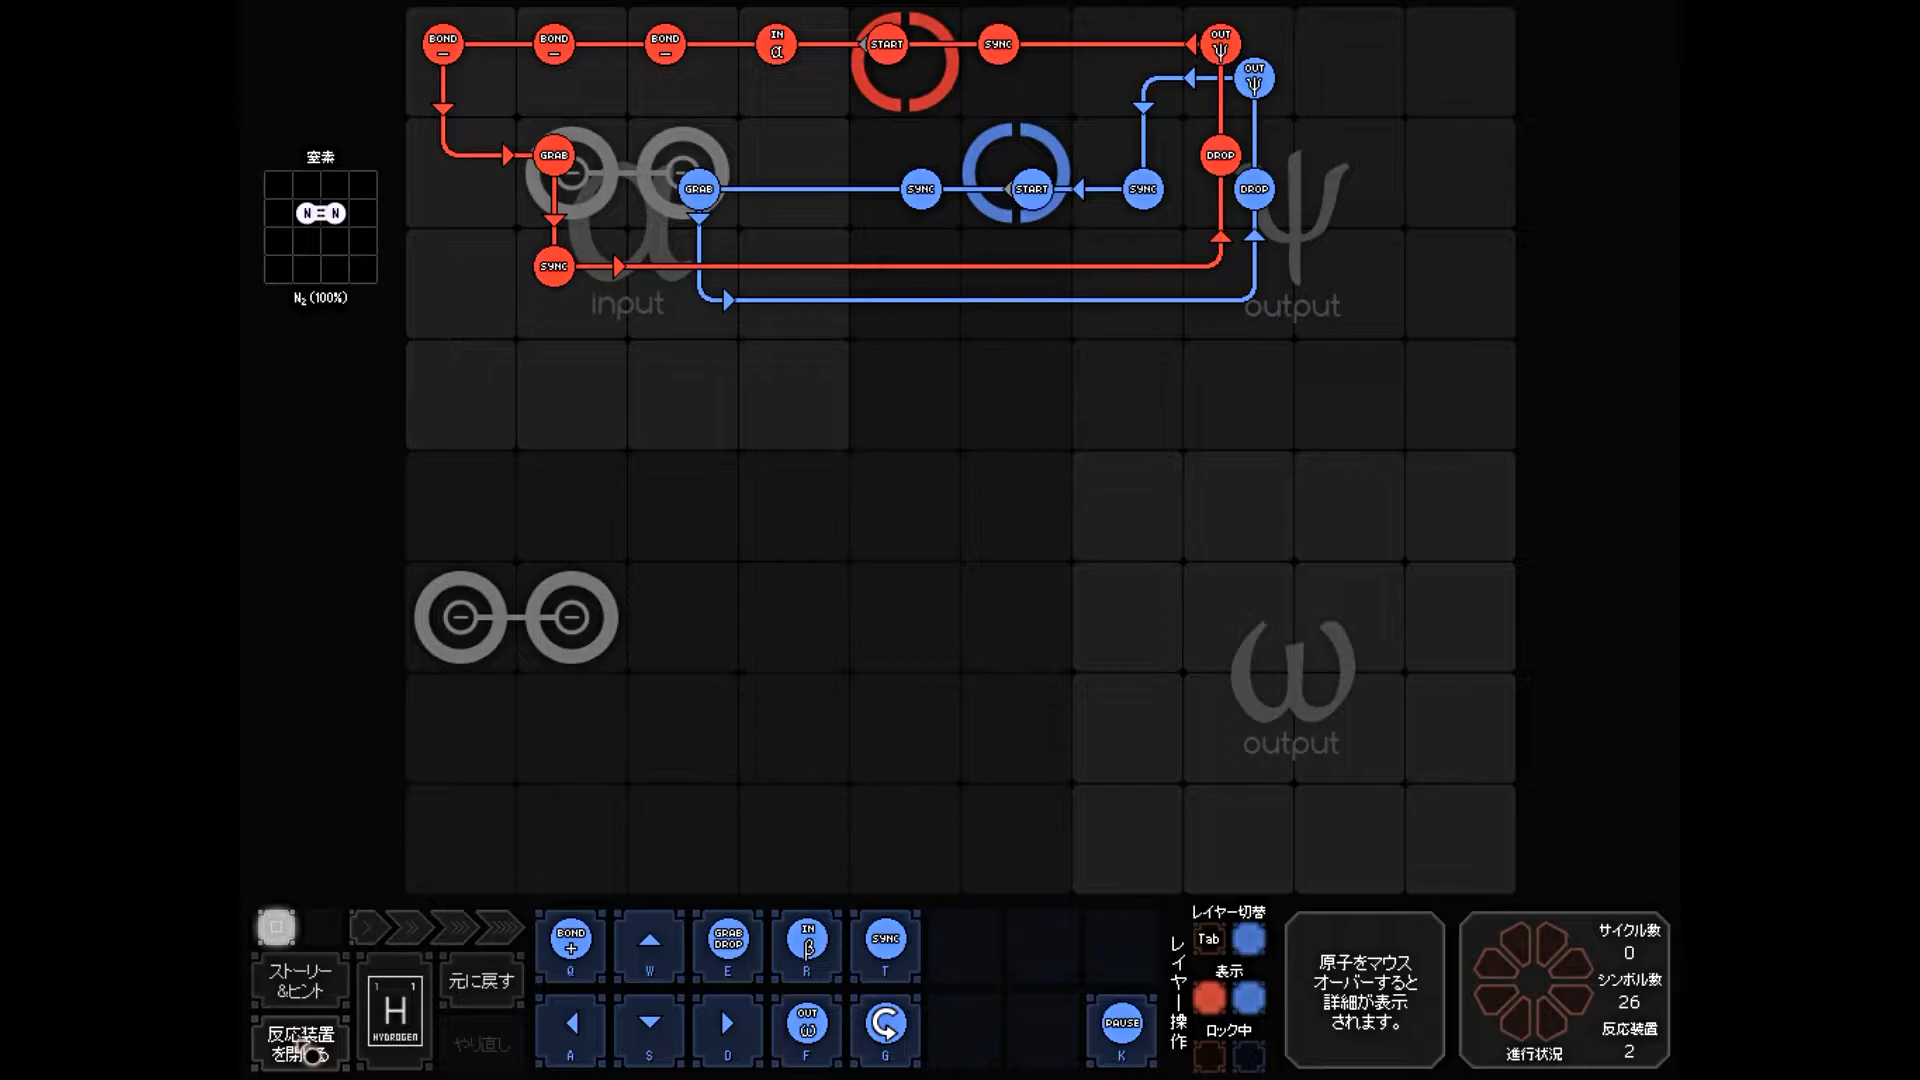 BOND
−
BOND
−
BOND
−
IN
α
START
SYNC
OUT
ψ
OUT
ψ
窒素
N=N
N₂ (100%)
GRAB
GRAB
SYNC
START
SYNC
DROP
DROP
SYNC
α
input
ψ
output
ω
output
ストーリー
&ヒント
反応装置
を閉じる
1 1
H
HYDROGEN
元に戻す
やり直し
BOND
+
Q
W
GRAB
DROP
E
IN
β
R
SYNC
T
A
S
D
OUT
ω
F
G
PAUSE
K
レイヤー操作
レイヤー切替
Tab
表示
ロック中
原子をマウス
オーバーすると
詳細が表示
されます。
進行状況
サイクル数
0
シンボル数
26
反応装置
2